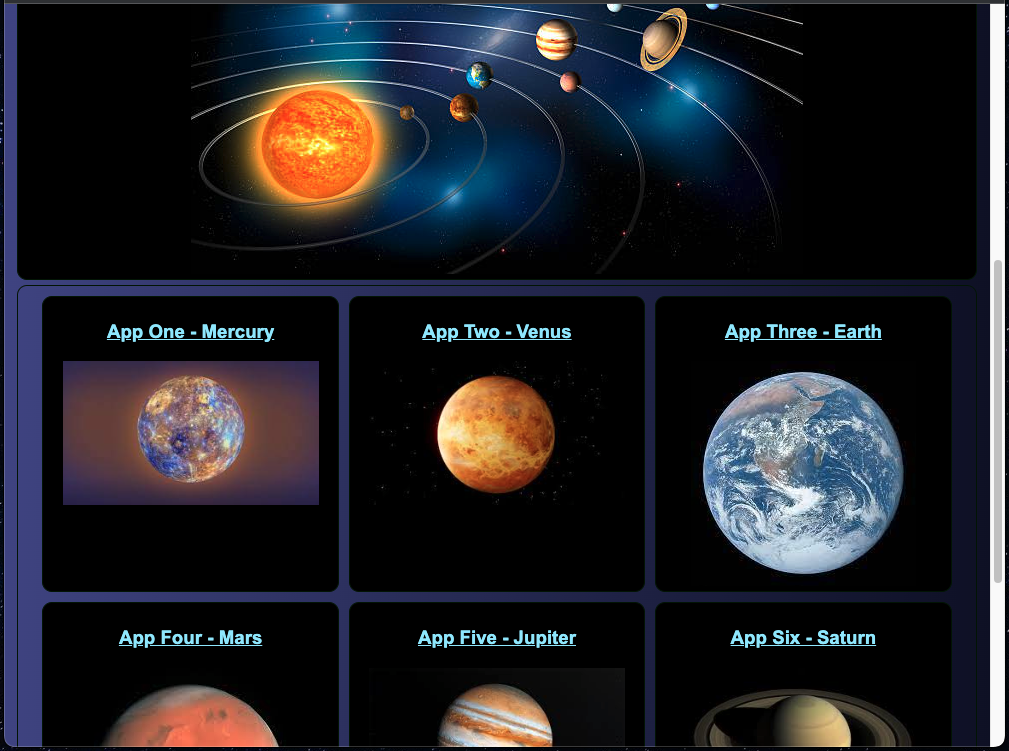 App One - Mercury
App Two - Venus
App Three - Earth
App Four - Mars
App Five - Jupiter
App Six - Saturn